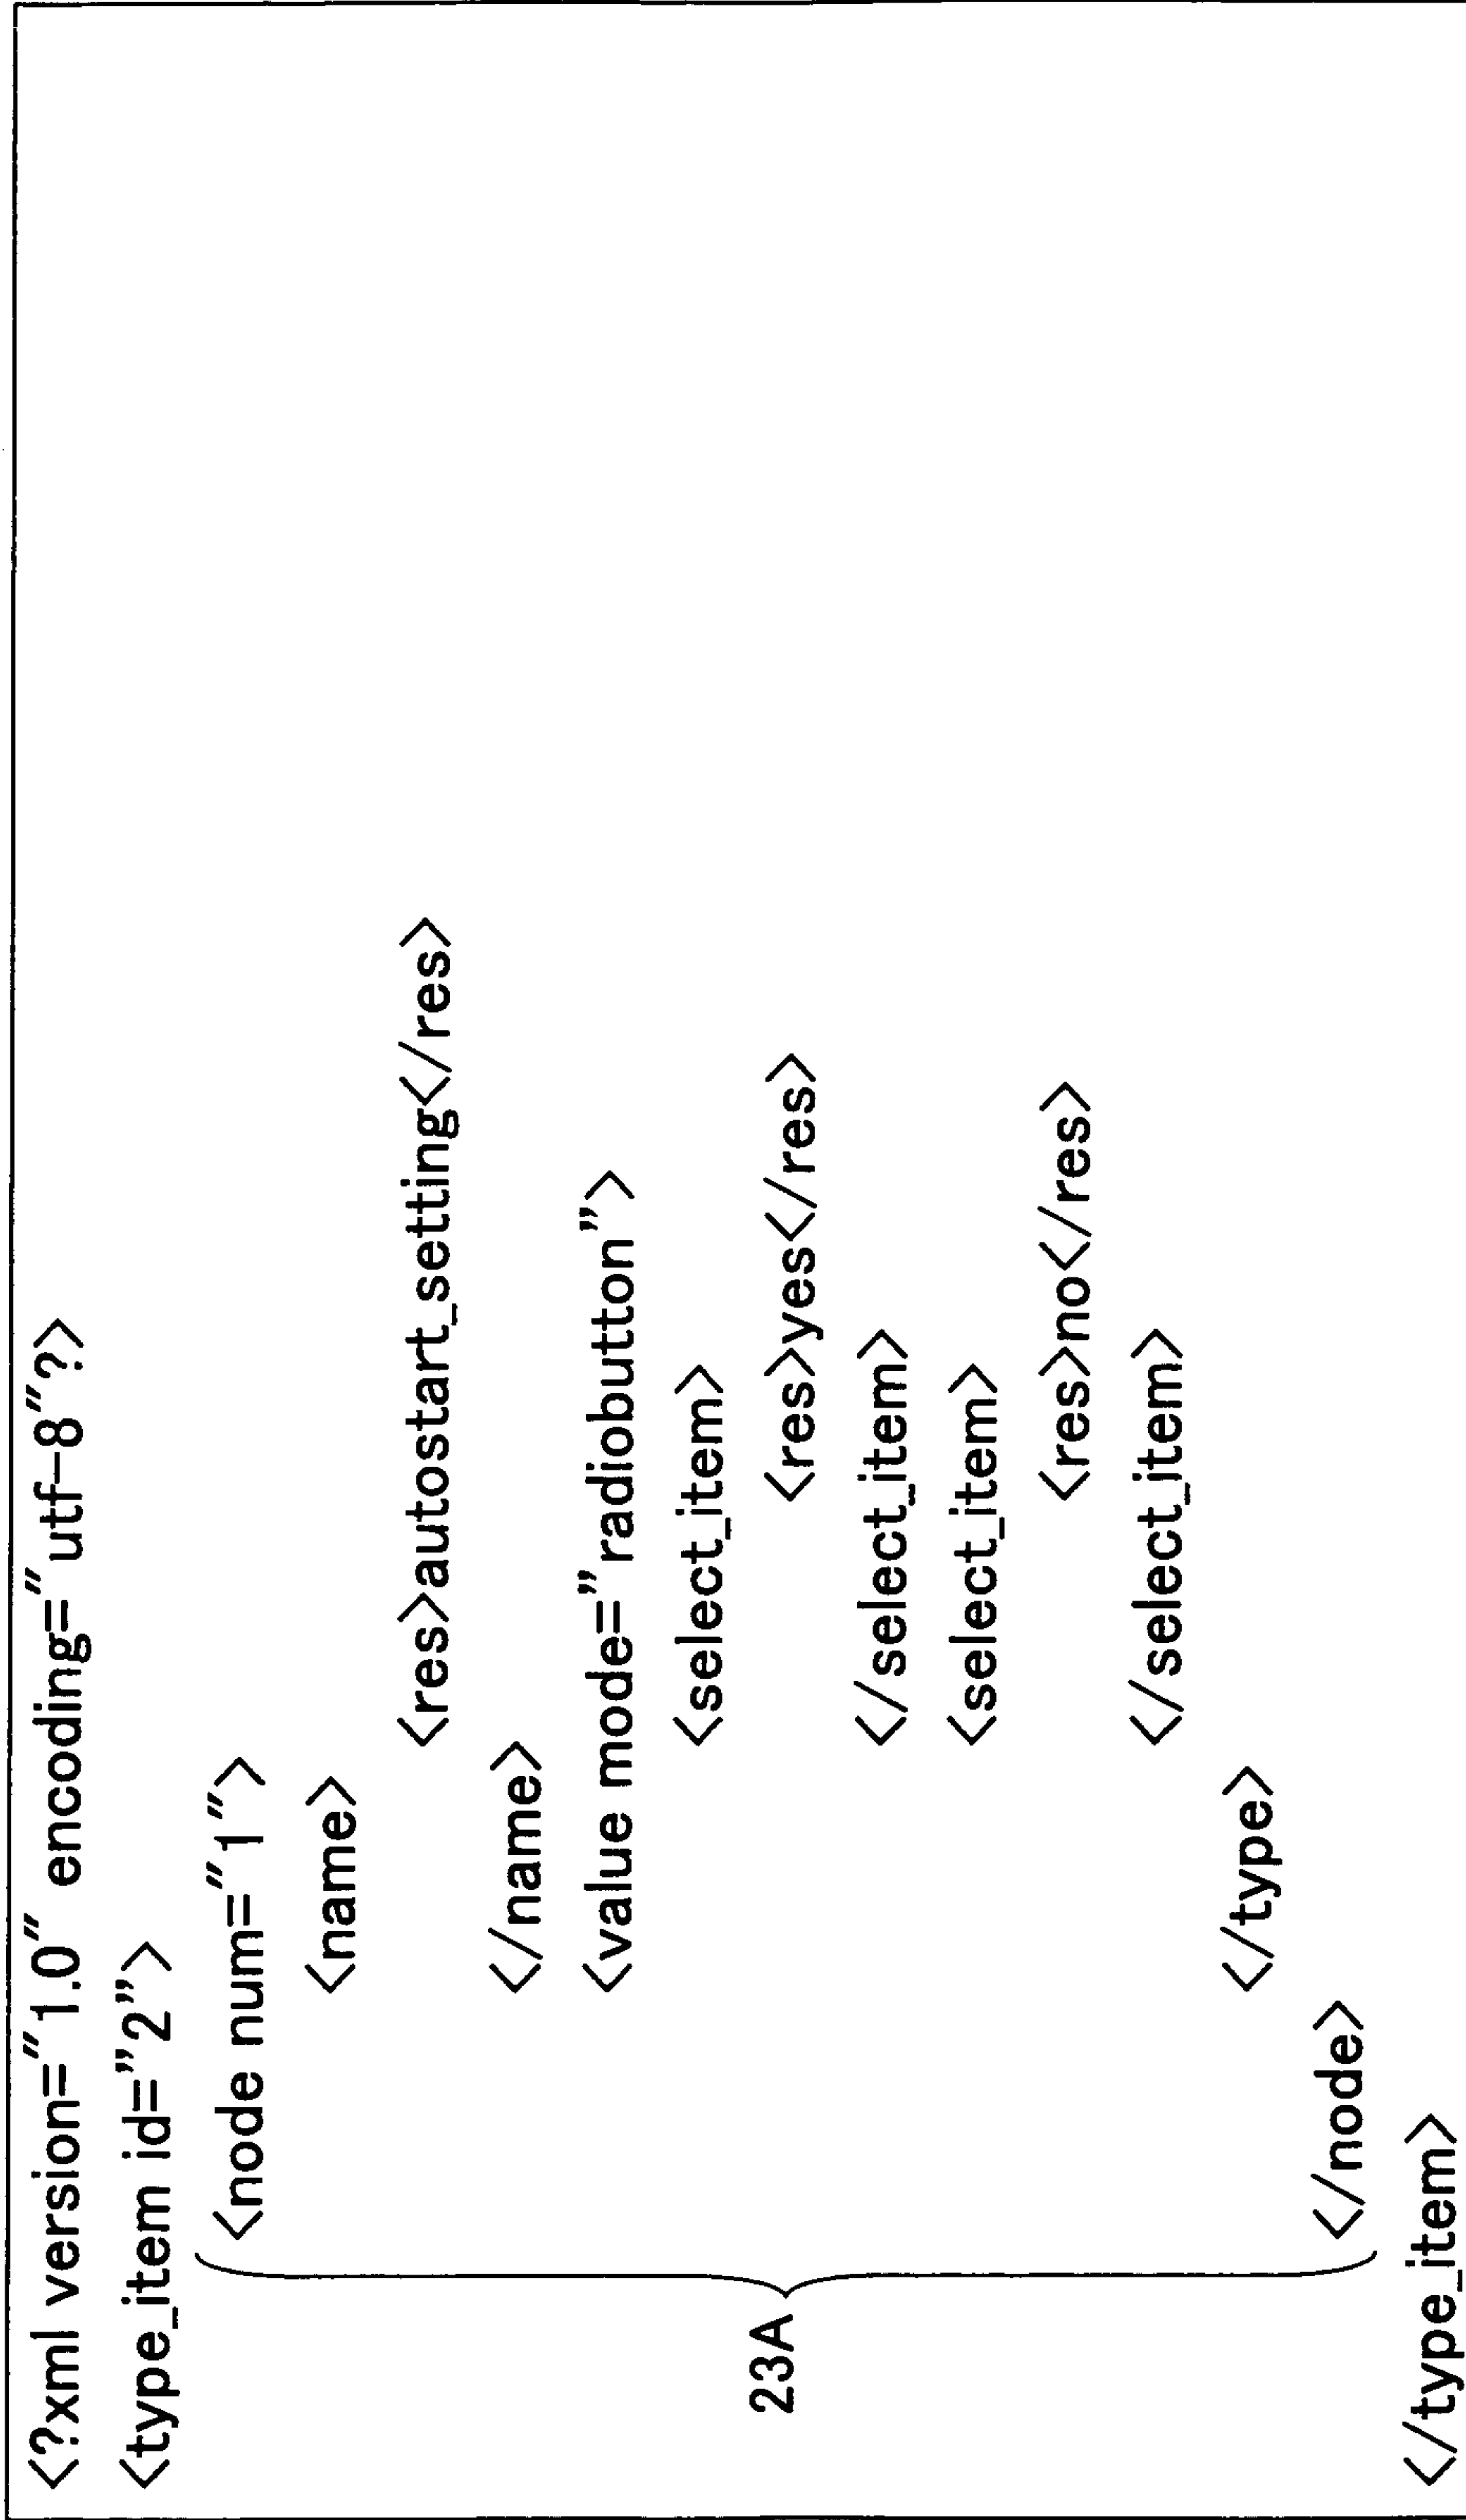 <?xml version="1.0" encoding="utf-8"?>
<type_item id="2">
<node num="1">
<name>
<res>autostart_setting</res>
</name>
<value mode="radiobutton">
<select_item>
<res>yes</res>
</select_item>
<select_item>
<res>no</res>
</select_item>
</type>
</node>
</type_item>
23A